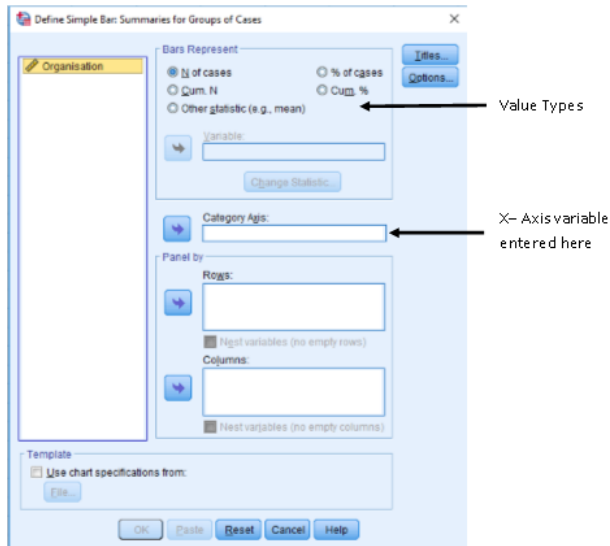 Define Simple Bar: Summaries for Groups of Cases
Organisation
Bars Represent
N of cases
% of cases
Cum. N
Cum. %
Other statistic (e.g., mean)
Variable:
Change Statistic...
Titles...
Options...
Value Types
Category Axis:
X– Axis variable
entered here
Panel by
Rows:
Nest variables (no empty rows)
Columns:
Nest variables (no empty columns)
Template
Use chart specifications from:
File...
OK
Paste
Reset
Cancel
Help